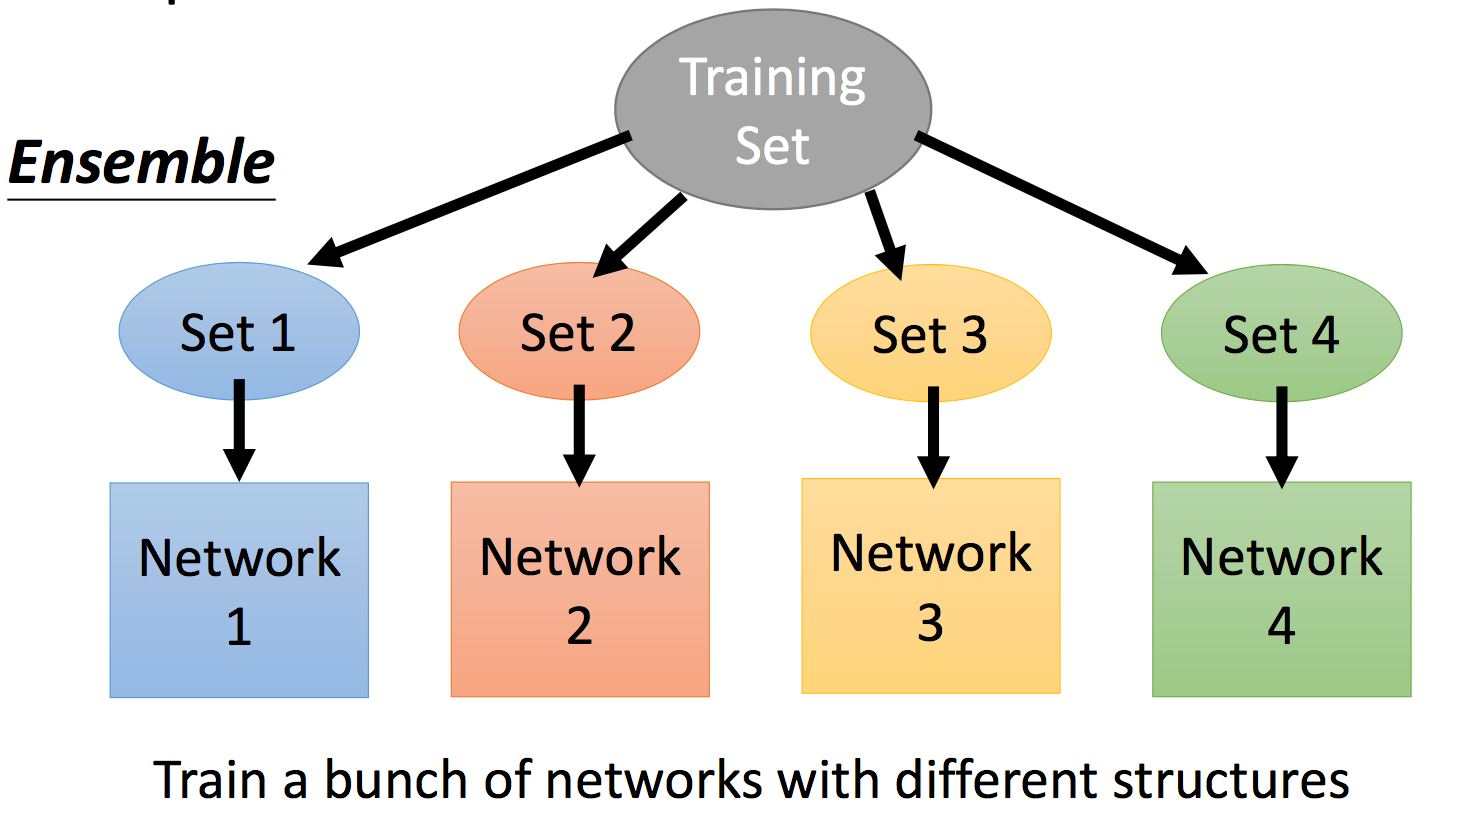 Training
Set
Ensemble
Set 1
Set 2
Set 3
Set 4
Network
1
Network
2
Network
3
Network
4
Train a bunch of networks with different structures